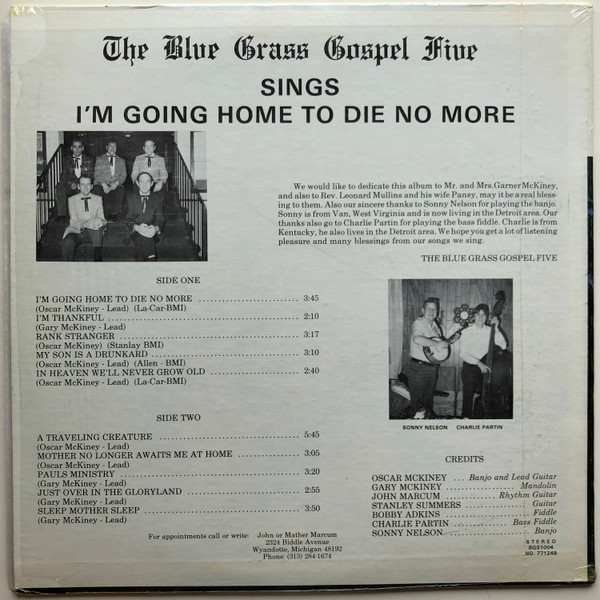 The Blue Grass Gospel Five
SINGS
I'M GOING HOME TO DIE NO MORE
We would like to dedicate this album to Mr. and Mrs. Garner McKiney,
and also to Rev. Leonard Mullins and his wife Pansy, may it be a real bless-
ing to them. Also our sincere thanks to Sonny Nelson for playing the banjo.
Sonny is from Van, West Virginia and is now living in the Detroit area. Our
thanks also go to Charlie Partin for playing the bass fiddle. Charlie is from
Kentucky, he also lives in the Detroit area. We hope you get a lot of listening
pleasure and many blessings from our songs we sing.
THE BLUE GRASS GOSPEL FIVE
SIDE ONE
I'M GOING HOME TO DIE NO MORE ........ 3:45
(Oscar McKiney - Lead) (La-Car-BMI)
I'M THANKFUL ........ 2:10
(Gary McKiney - Lead)
RANK STRANGER ........ 3:17
(Oscar McKiney) (Stanley BMI)
MY SON IS A DRUNKARD ........ 3:10
(Oscar McKiney - Lead) (Allen - BMI)
IN HEAVEN WE'LL NEVER GROW OLD ........ 2:40
(Oscar McKiney - Lead) (La-Car-BMI)
SIDE TWO
A TRAVELING CREATURE ........ 5:45
(Oscar McKiney - Lead)
MOTHER NO LONGER AWAITS ME AT HOME ........ 3:05
(Oscar McKiney - Lead)
PAULS MINISTRY ........ 3:20
(Gary McKiney - Lead)
JUST OVER IN THE GLORYLAND ........ 2:55
(Gary McKiney - Lead)
SLEEP MOTHER SLEEP ........ 3:50
(Gary McKiney - Lead)
For appointments call or write: John or Mather Marcum
2324 Biddle Avenue
Wyandotte, Michigan 48192
Phone: (313) 284-1674
SONNY NELSON CHARLIE PARTIN
CREDITS
OSCAR MCKINEY ... Banjo and Lead Guitar
GARY MCKINEY ........ Mandolin
JOHN MARCUM ........ Rhythm Guitar
STANLEY SUMMERS ........ Guitar
BOBBY ADKINS ........ Fiddle
CHARLIE PARTIN ........ Bass Fiddle
SONNY NELSON ........ Banjo
STEREO
BGS1004
NO. 771248